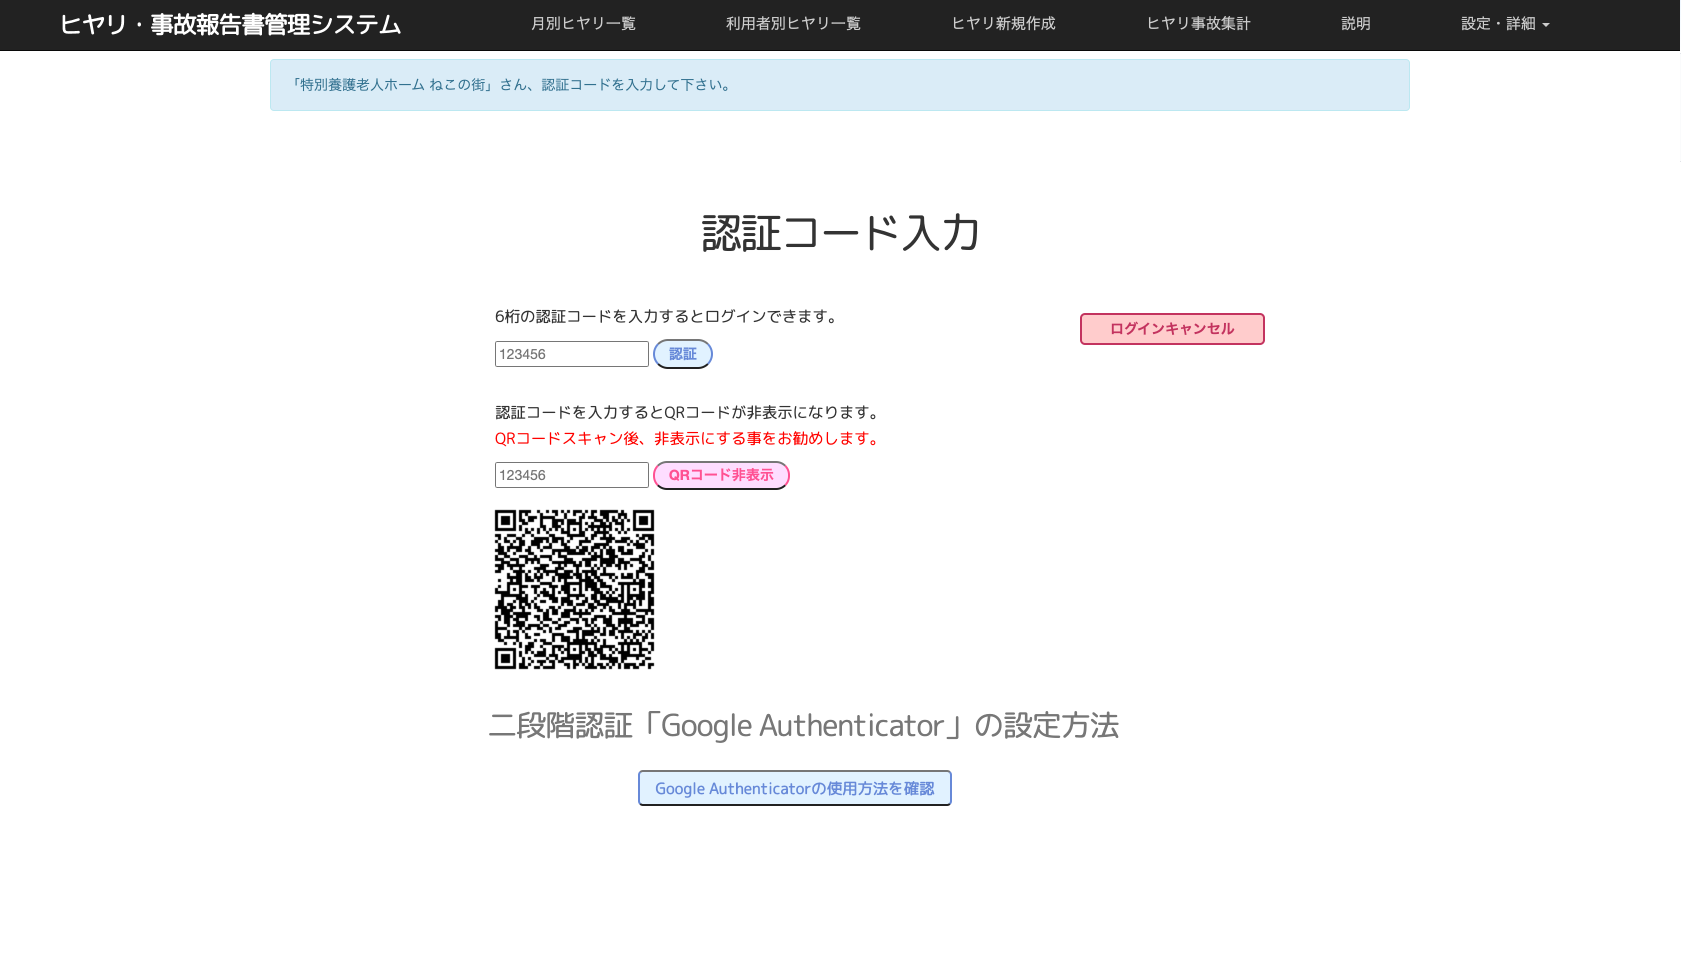 ヒヤリ・事故報告書管理システム 月別ヒヤリ一覧 利用者別ヒヤリ一覧 ヒヤリ新規作成 ヒヤリ事故集計 説明 設定・詳細
「特別養護老人ホーム ねこの街」さん、認証コードを入力して下さい。
認証コード入力
6桁の認証コードを入力するとログインできます。
ログインキャンセル
123456 認証
認証コードを入力するとQRコードが非表示になります。
QRコードスキャン後、非表示にする事をお勧めします。
123456 QRコード非表示
二段階認証「Google Authenticator」の設定方法
Google Authenticatorの使用方法を確認